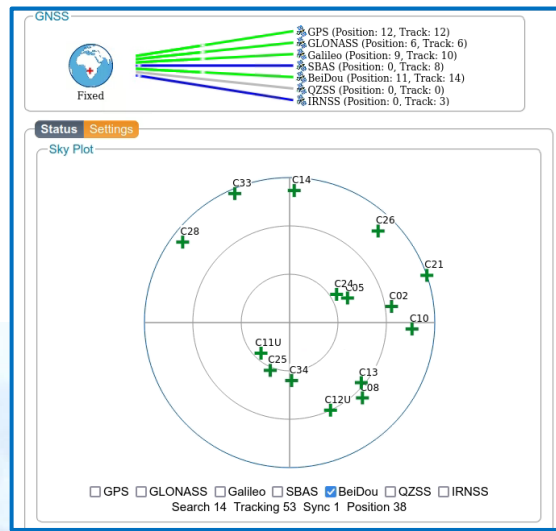 GNSS
GPS (Position: 12, Track: 12)
GLONASS (Position: 6, Track: 6)
Galileo (Position: 9, Track: 10)
SBAS (Position: 0, Track: 8)
BeiDou (Position: 11, Track: 14)
QZSS (Position: 0, Track: 0)
IRNSS (Position: 0, Track: 3)
Fixed
Status Settings
Sky Plot
C33 C14
C26
C28
C21
C24 C05
C02
C10
C11U
C25
C34
C13
C08
C12U
GPS GLONASS Galileo SBAS BeiDou QZSS IRNSS
Search 14 Tracking 53 Sync 1 Position 38